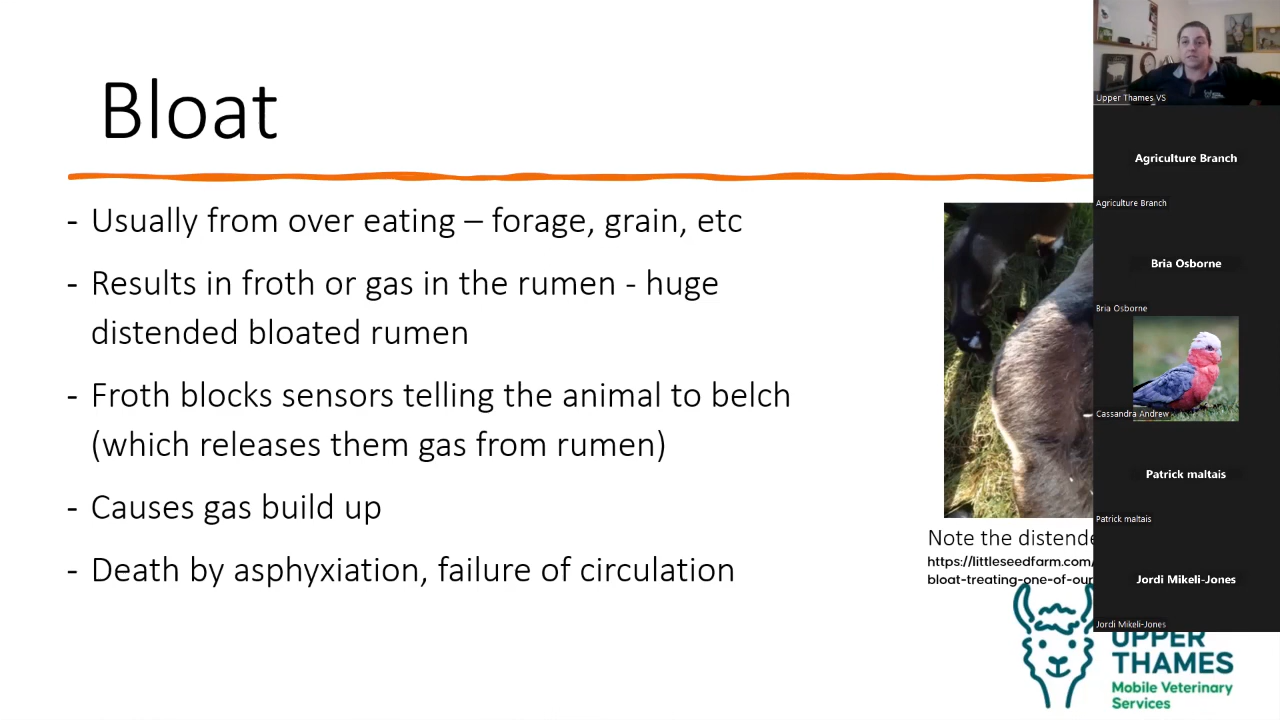 Bloat
- Usually from over eating – forage, grain, etc
- Results in froth or gas in the rumen - huge
distended bloated rumen
- Froth blocks sensors telling the animal to belch
(which releases them gas from rumen)
- Causes gas build up
- Death by asphyxiation, failure of circulation
Note the distende
https://littleseedfarm.com/
bloat-treating-one-of-our
UPPER
THAMES
Mobile Veterinary
Services
Upper Thames VS
Agriculture Branch
Agriculture Branch
Bria Osborne
Bria Osborne
Cassandra Andrew
Patrick maltais
Patrick maltais
Jordi Mikeli-Jones
Jordi Mikeli-Jones